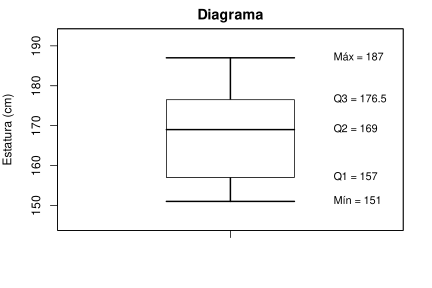 Diagrama
Estatura (cm)
190
180
170
160
150
Máx = 187
Q3 = 176.5
Q2 = 169
Q1 = 157
Mín = 151